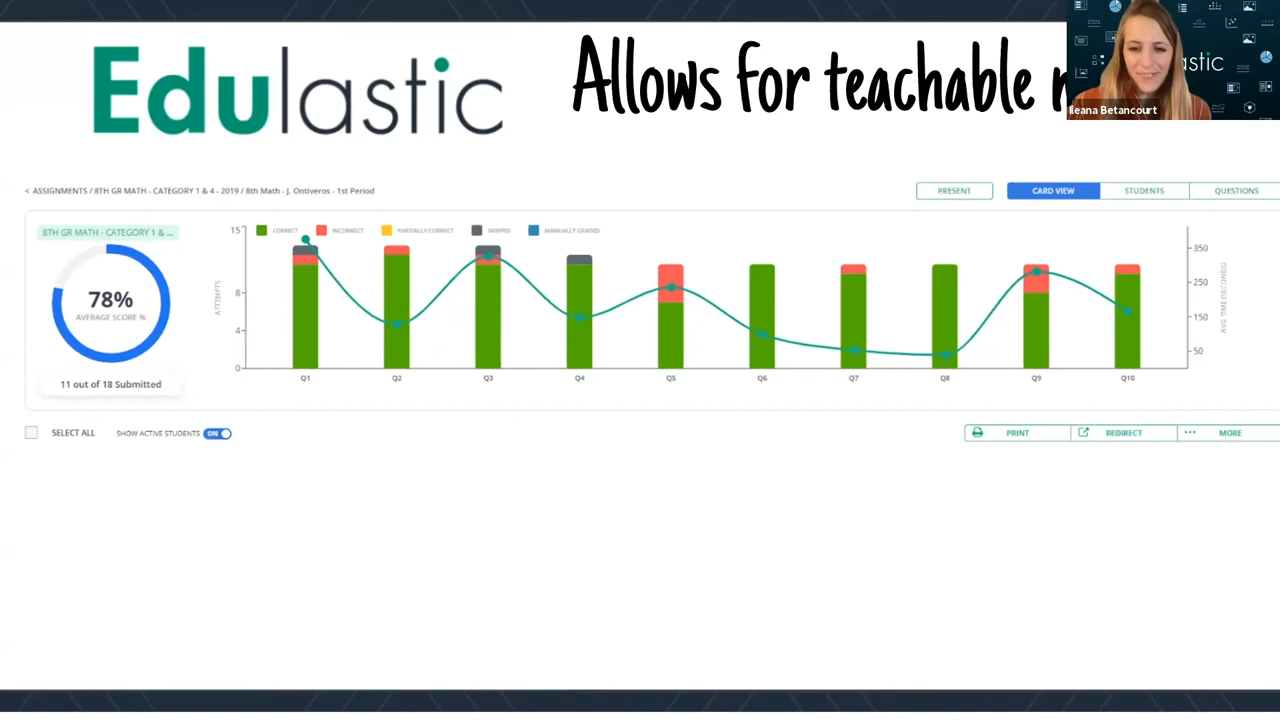 Edulastic
Allows for teachable
astic
Ileana Betancourt
< ASSIGNMENTS / 8TH GR MATH - CATEGORY 1 & 4 - 2019 / 8th Math - J. Ontiveros - 1st Period
PRESENT
CARD VIEW
STUDENTS
QUESTIONS
8TH GR MATH - CATEGORY 1 & ...
78%
AVERAGE SCORE %
11 out of 18 Submitted
CORRECT
INCORRECT
PARTIALLY CORRECT
SKIPPED
MANUALLY GRADED
ATTEMPTS
15
8
4
0
Q1 Q2 Q3 Q4 Q5 Q6 Q7 Q8 Q9 Q10
350
250
150
50
AVG TIME (SECONDS)
SELECT ALL
SHOW ACTIVE STUDENTS
ON
PRINT
REDIRECT
MORE